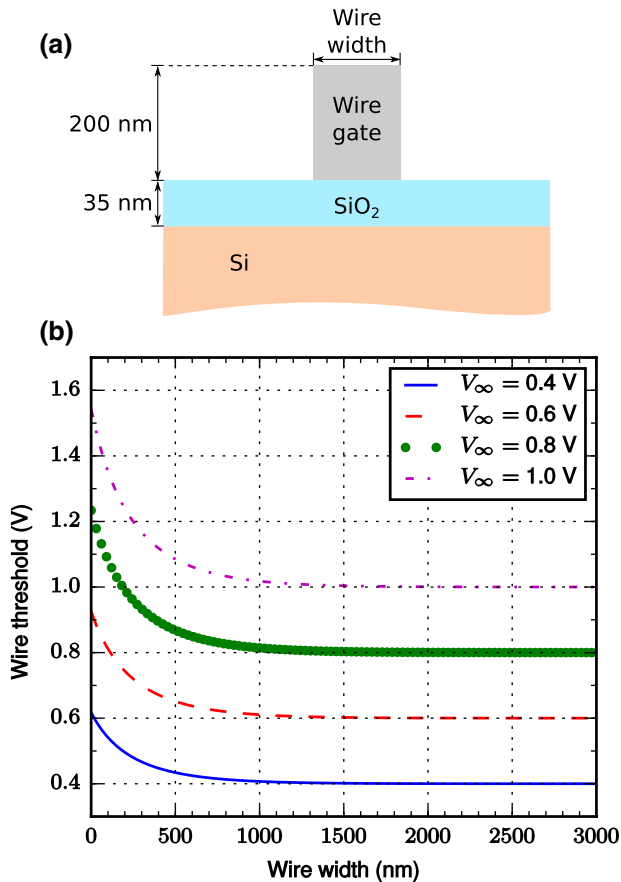 (a)
Wire
width
200 nm
Wire
gate
35 nm
SiO₂
Si
(b)
1.6
1.4
1.2
1.0
0.8
0.6
0.4
Wire threshold (V)
V∞ = 0.4 V
V∞ = 0.6 V
V∞ = 0.8 V
V∞ = 1.0 V
0 500 1000 1500 2000 2500 3000
Wire width (nm)